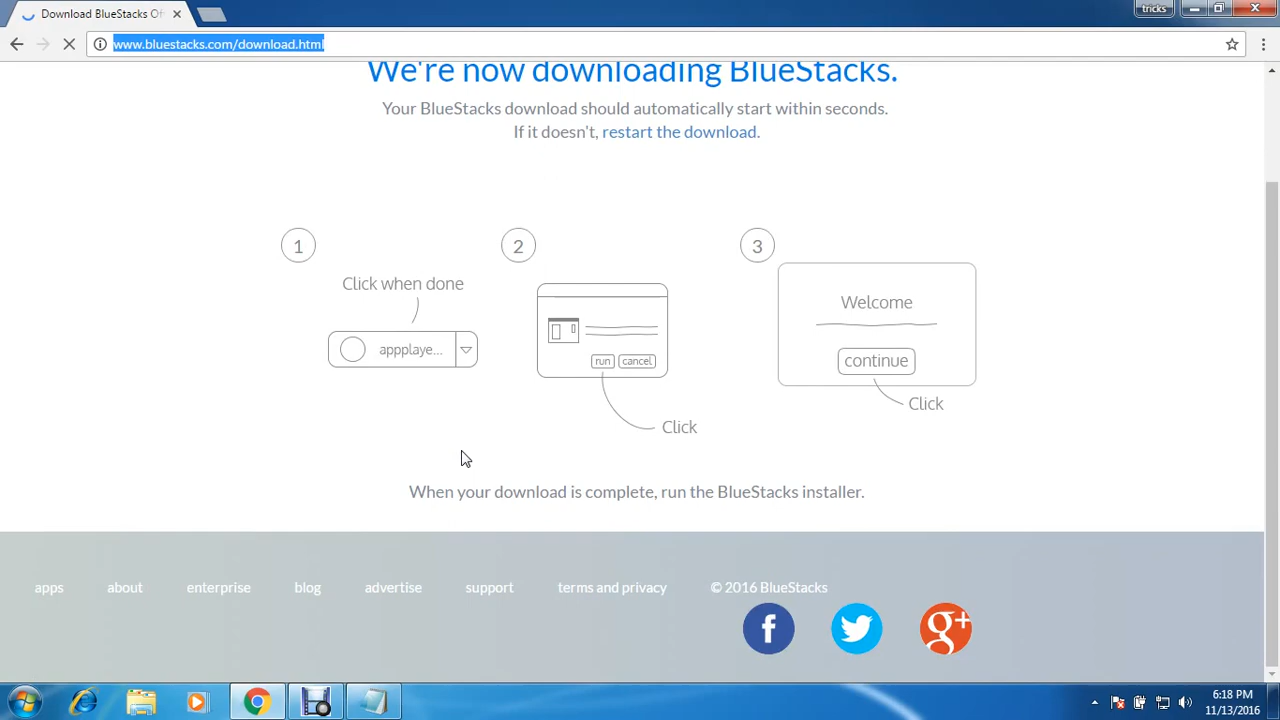 Download BlueStacks Of
tricks
www.bluestacks.com/download.html
We're now downloading BlueStacks.
Your BlueStacks download should automatically start within seconds.
If it doesn't, restart the download.
1
2
3
Click when done
appplaye...
run
cancel
Click
Welcome
continue
Click
When your download is complete, run the BlueStacks installer.
apps
about
enterprise
blog
advertise
support
terms and privacy
© 2016 BlueStacks
f
g+
6:18 PM
11/13/2016